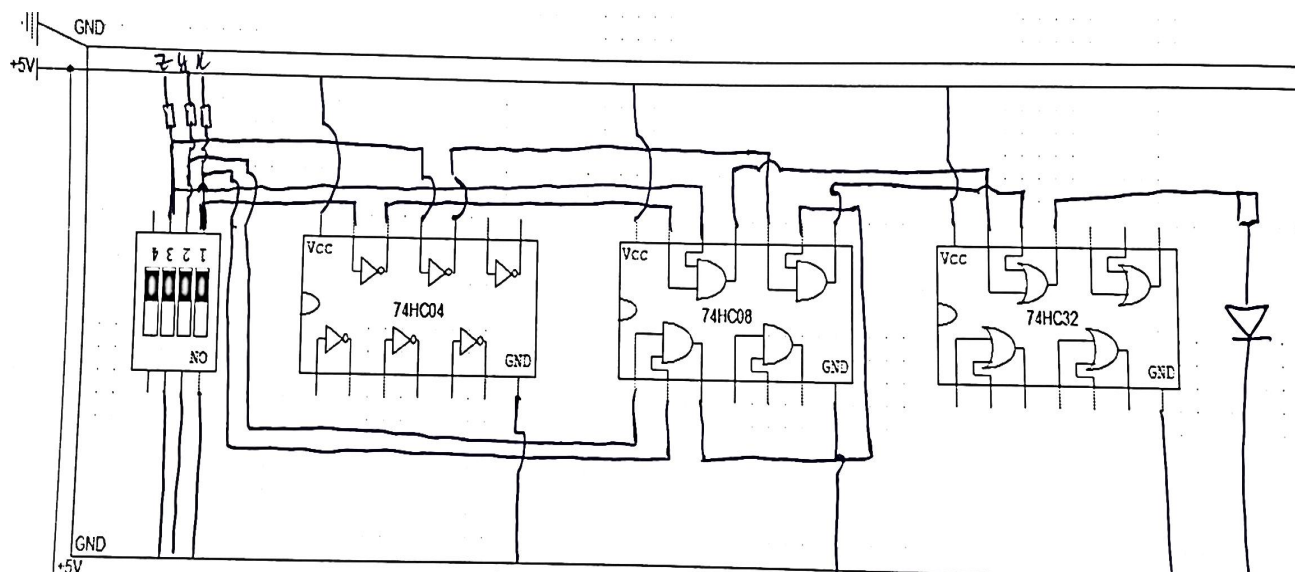 GND
+5V
Z Y X
4 3 2 1
ON
Vcc
74HC04
GND
Vcc
74HC08
GND
Vcc
74HC32
GND
GND
+5V